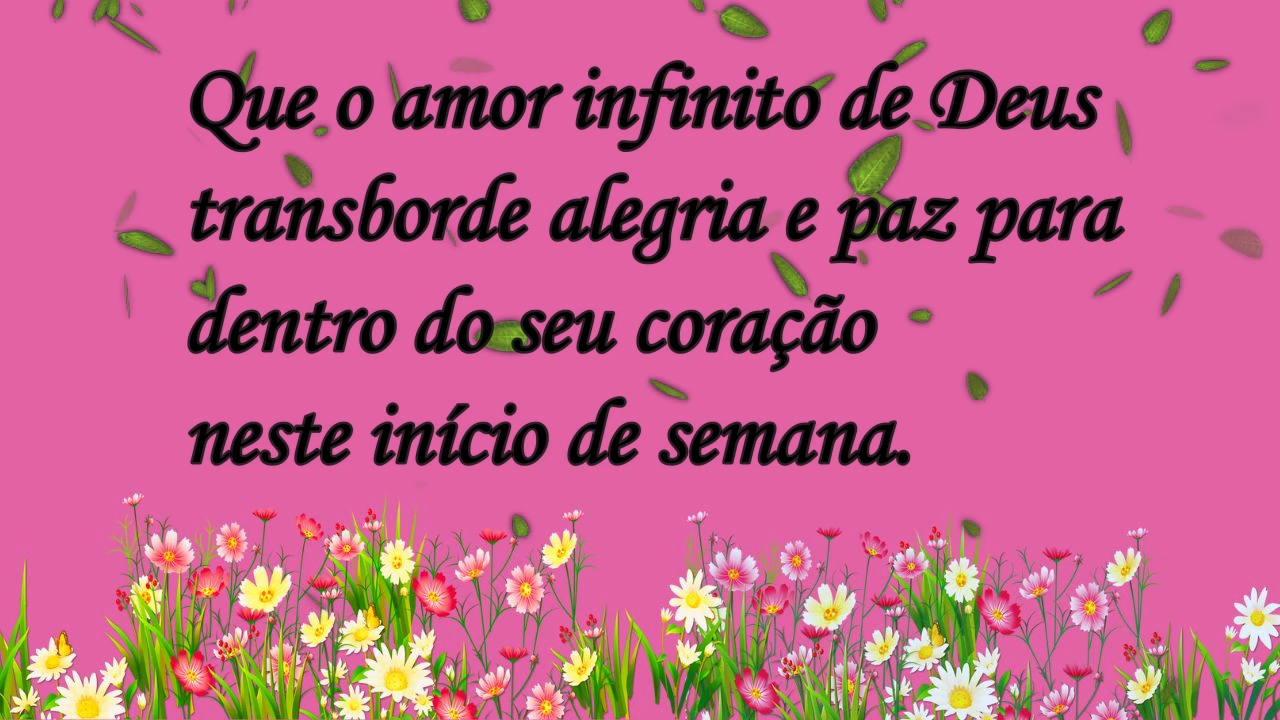 Que o amor infinito de Deus
transborde alegria e paz para
dentro do seu coração
neste início de semana.